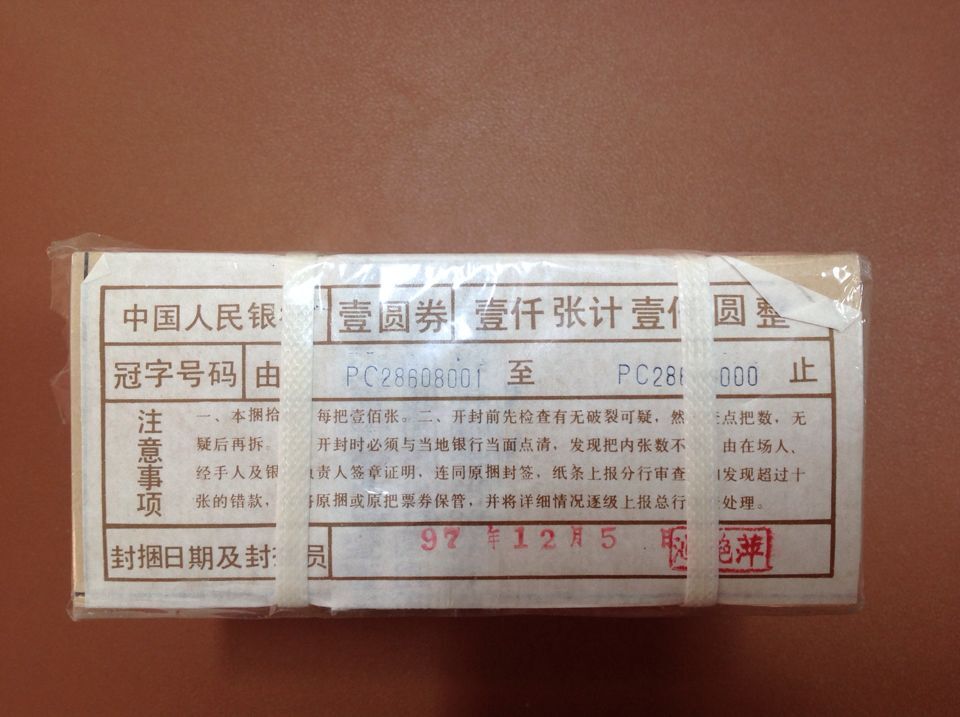 中国人民银 壹圆券 壹仟张计壹仟圆整
冠字号码 由 PC28608001 至 PC28 000 止
注意事项
一、本捆拾 每把壹佰张。二、开封前先检查有无破裂可疑，然 点把数，无
疑后再拆。 开封时必须与当地银行当面点清，发现把内张数不 由在场人、
经手人及银 负责人签章证明，连同原捆封签，纸条上报分行审查 发现超过十
张的错款， 原捆或原把票券保管，并将详细情况逐级上报总行 处理。
封捆日期及封 员 97年12月5日 艳萍